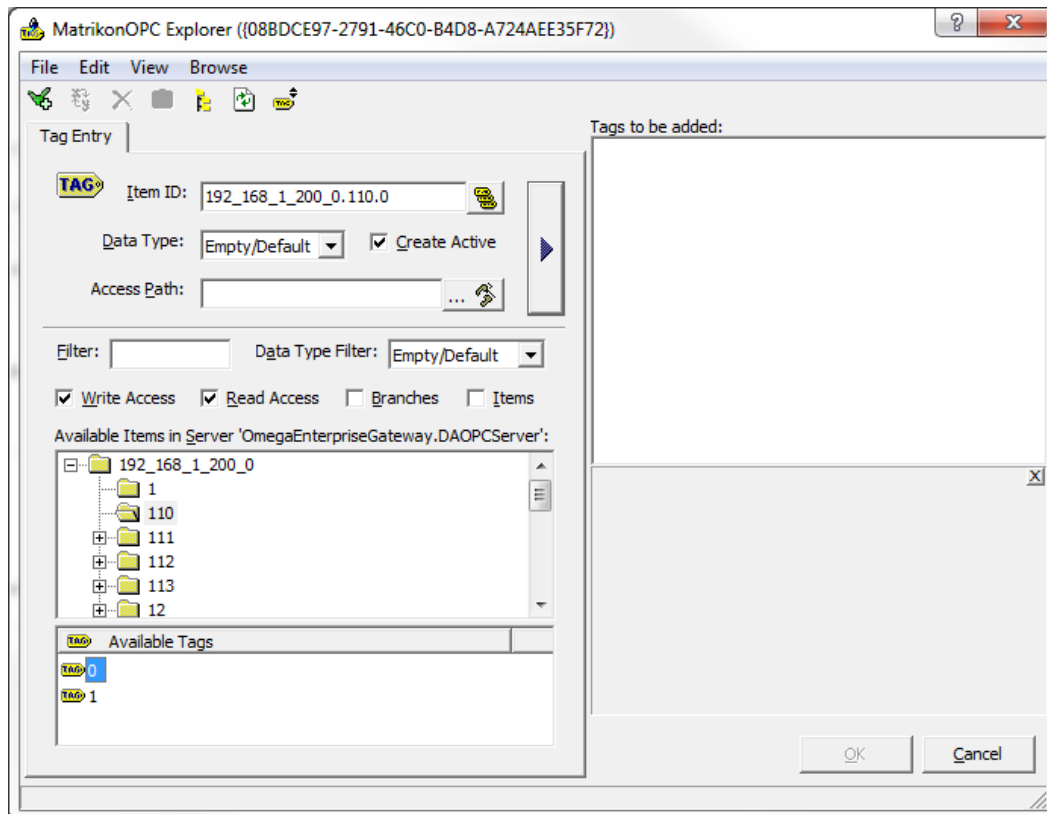 MatrikonOPC Explorer ({08BDCE97-2791-46C0-B4D8-A724AEE35F72})
File Edit View Browse
Tag Entry
TAG Item ID: 192_168_1_200_0.110.0
Data Type: Empty/Default Create Active
Access Path: ...
Filter: Data Type Filter: Empty/Default
Write Access Read Access Branches Items
Available Items in Server 'OmegaEnterpriseGateway.DAOPCServer':
192_168_1_200_0
1
110
111
112
113
12
TAG Available Tags
TAG 0
TAG 1
Tags to be added:
OK Cancel